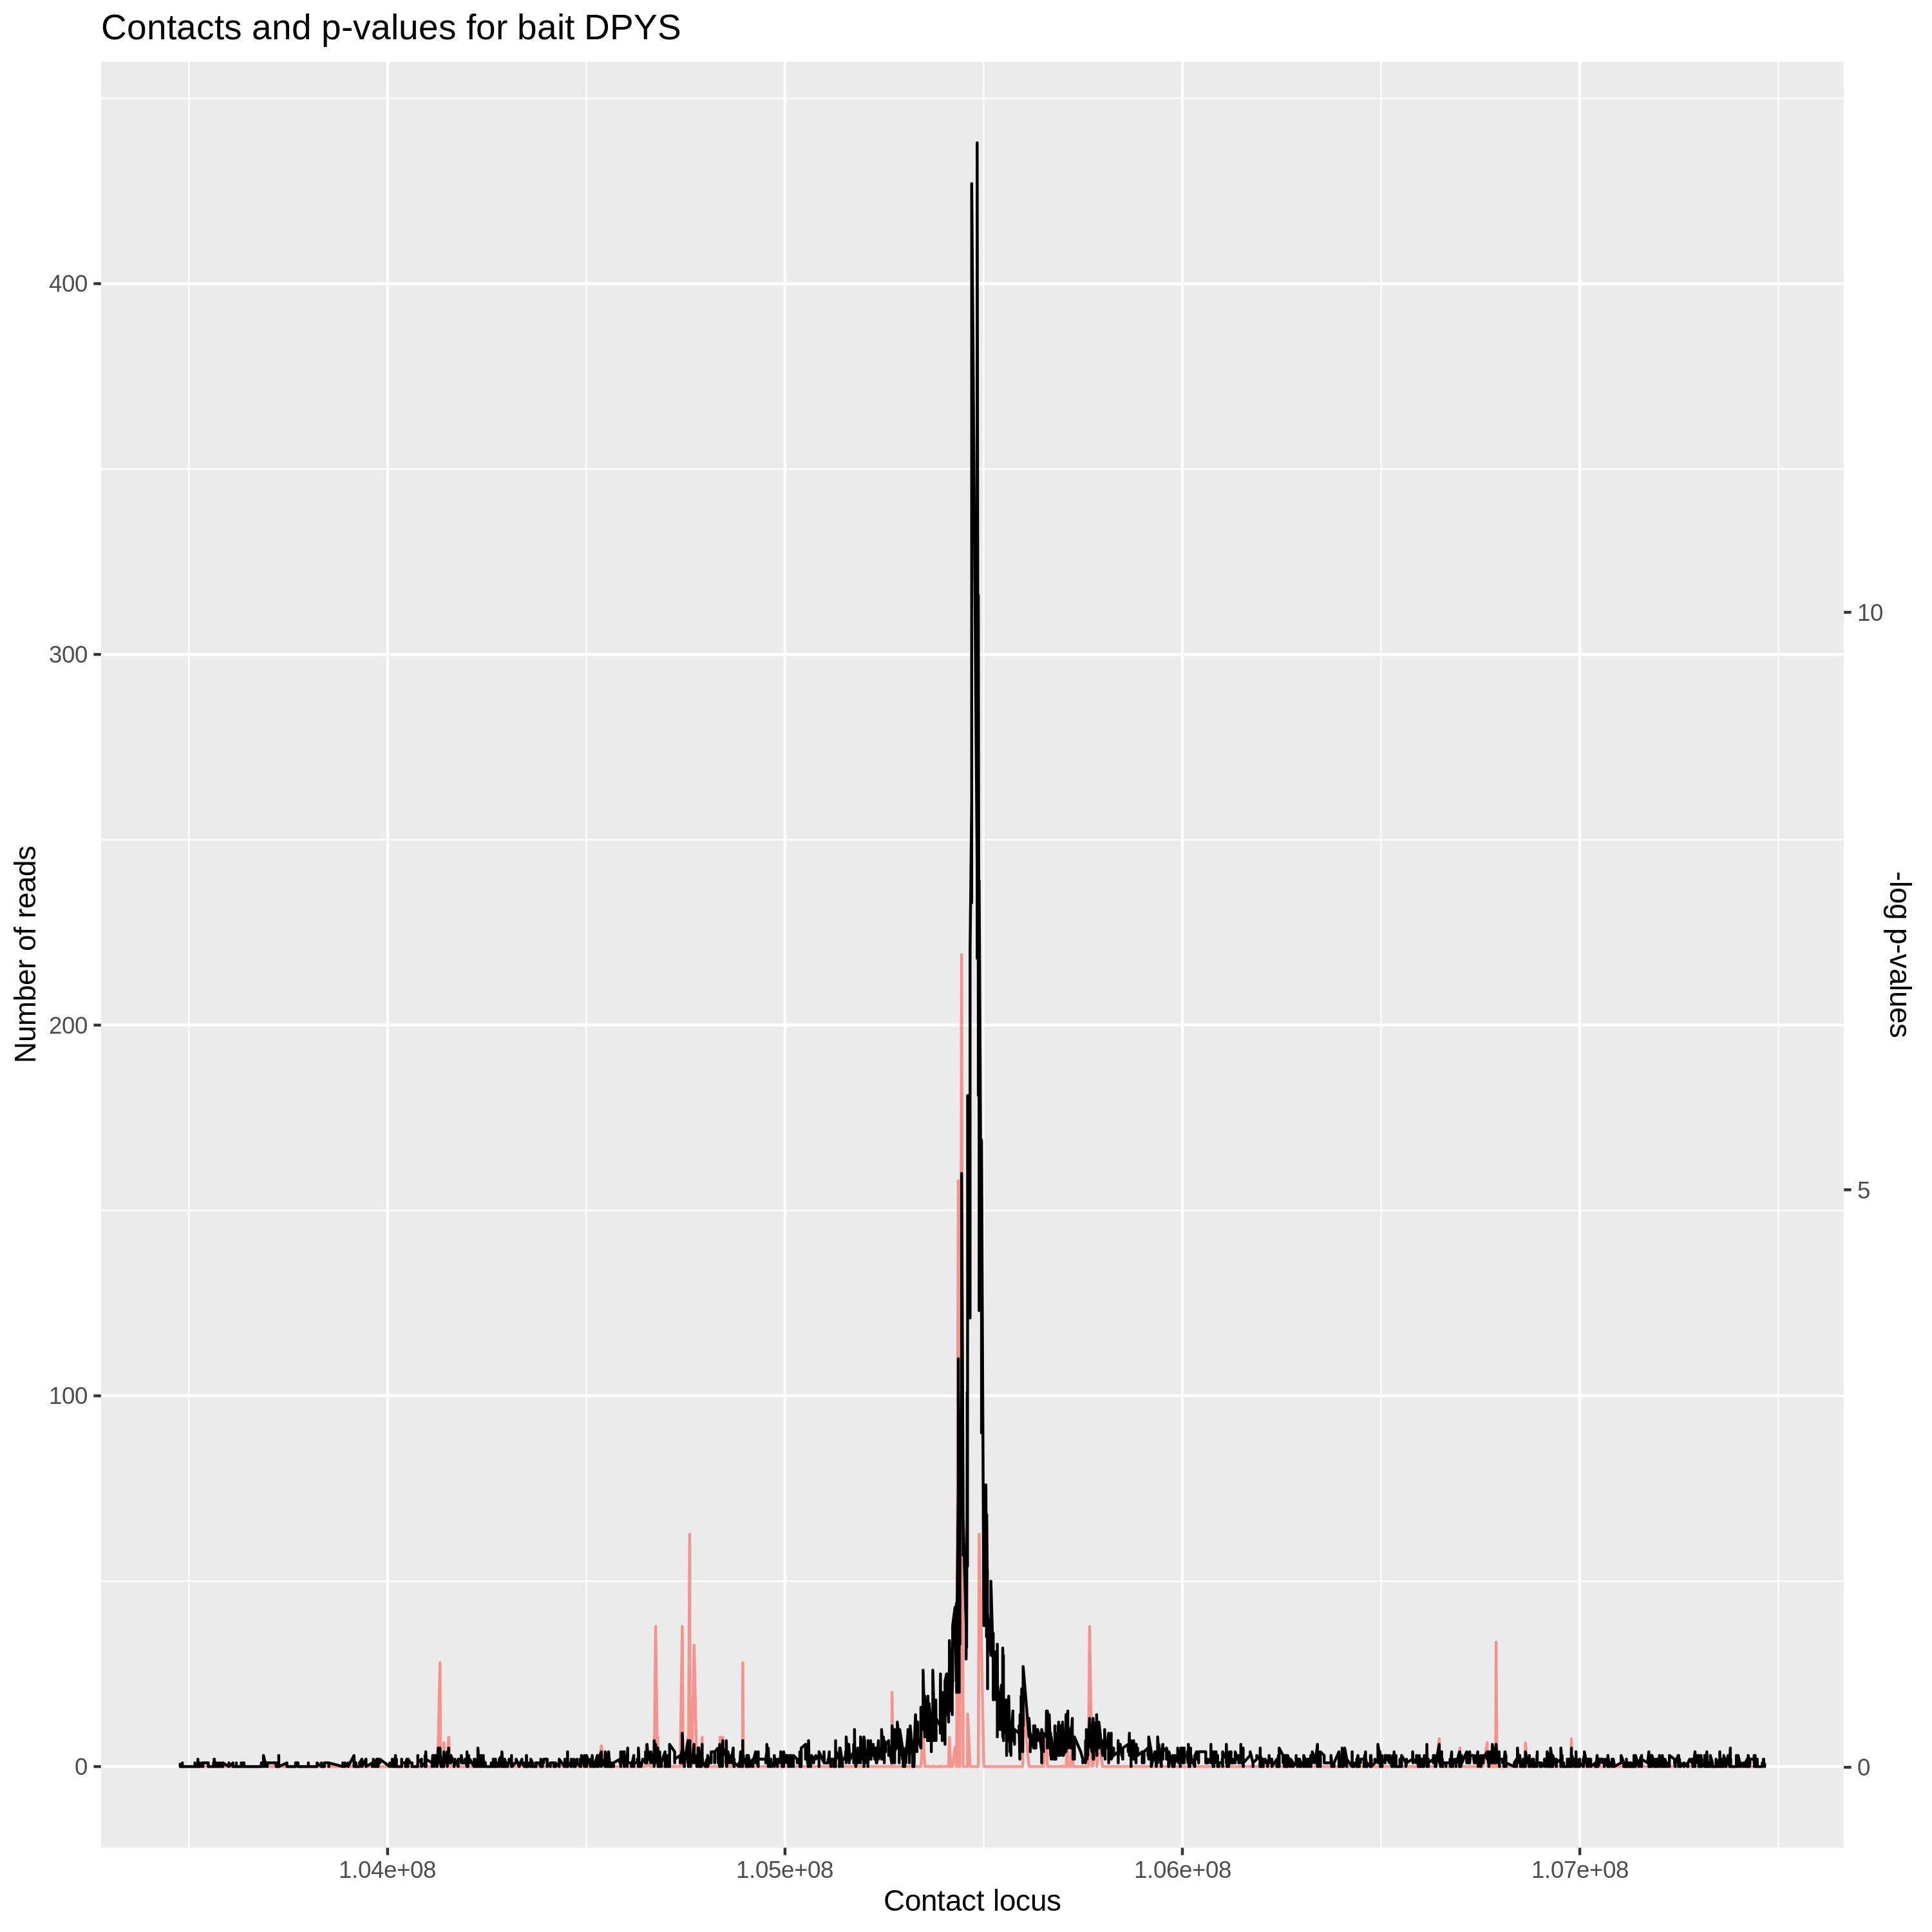 Contacts and p-values for bait DPYS
400
300
200
100
0
Number of reads
10
5
0
-log p-values
1.04e+08
1.05e+08
1.06e+08
1.07e+08
Contact locus